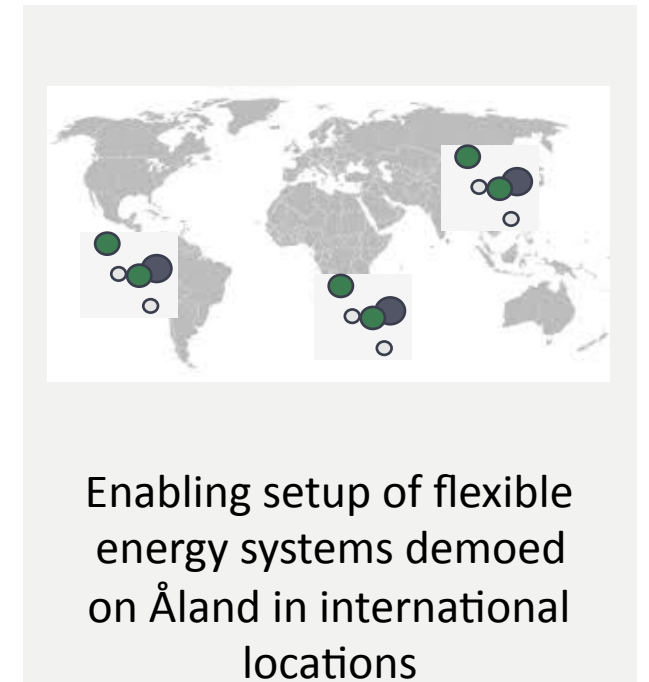 Enabling setup of flexible
energy systems demoed
on Åland in international
locations